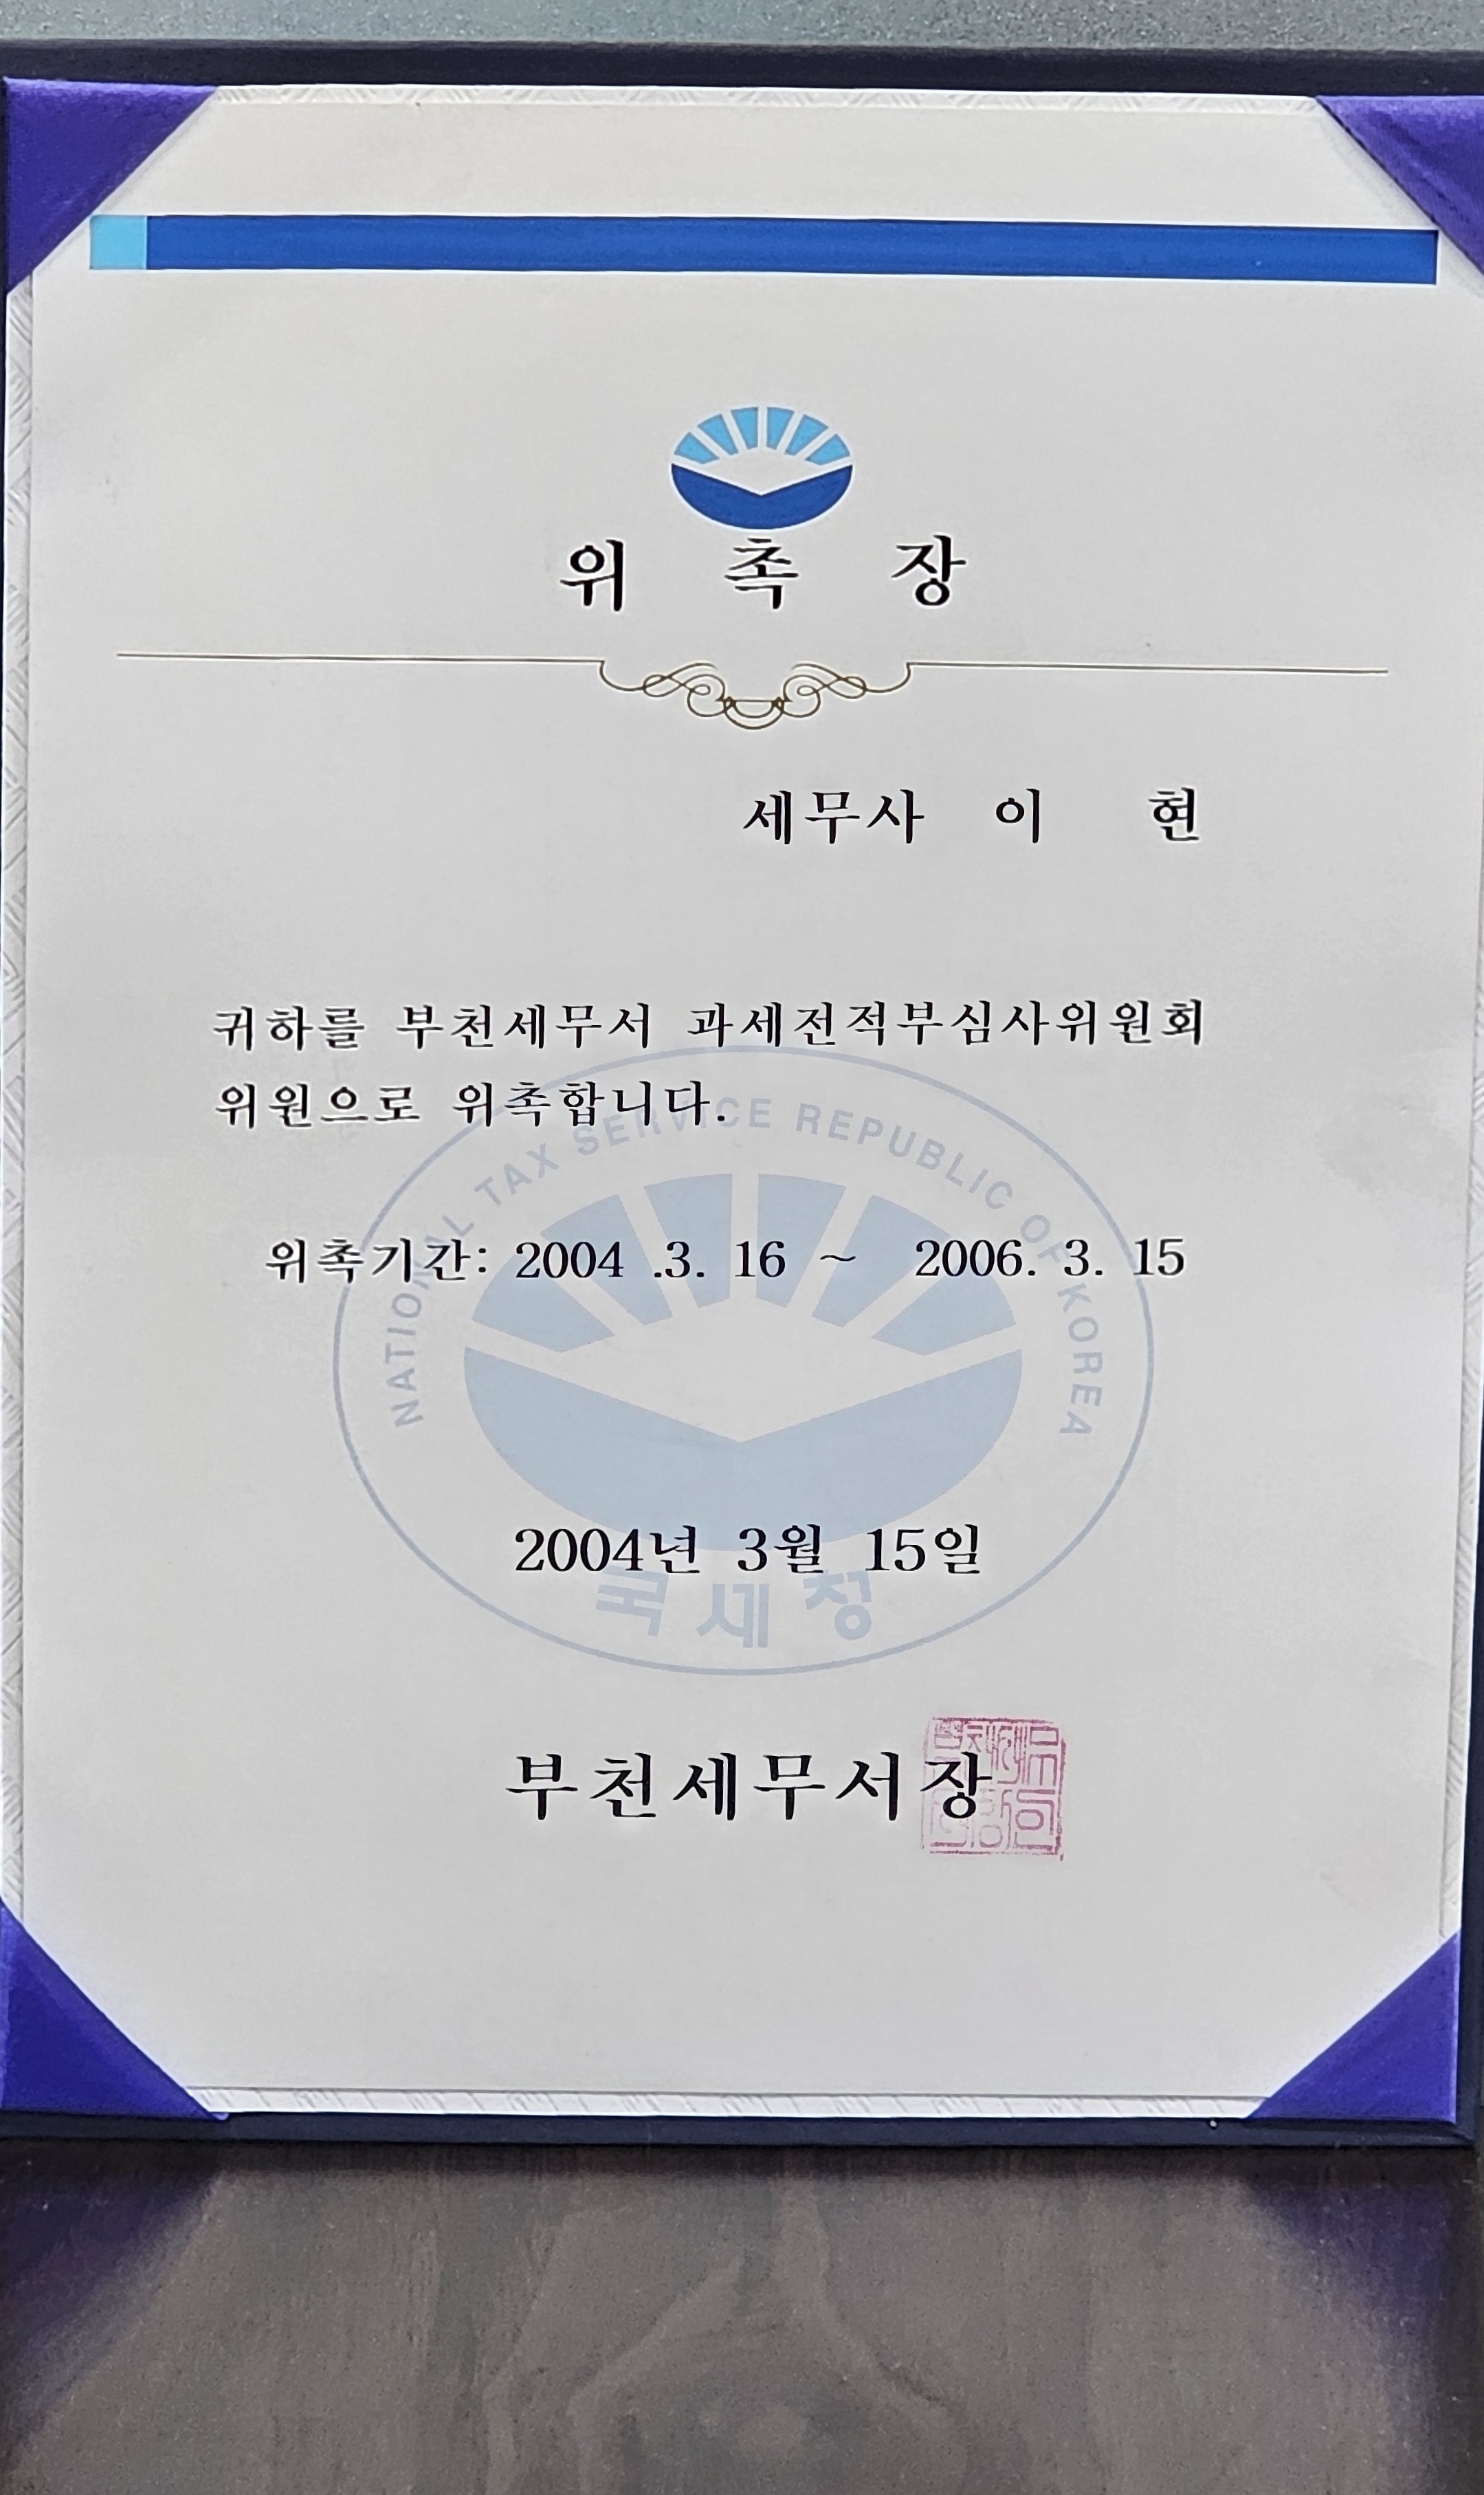 위 촉 장
세무사 이 현
귀하를 부천세무서 과세전적부심사위원회
위원으로 위촉합니다.
NATIONAL TAX SERVICE REPUBLIC OF KOREA
위촉기간: 2004 .3. 16 ~ 2006. 3. 15
2004년 3월 15일
국세청
부천세무서장